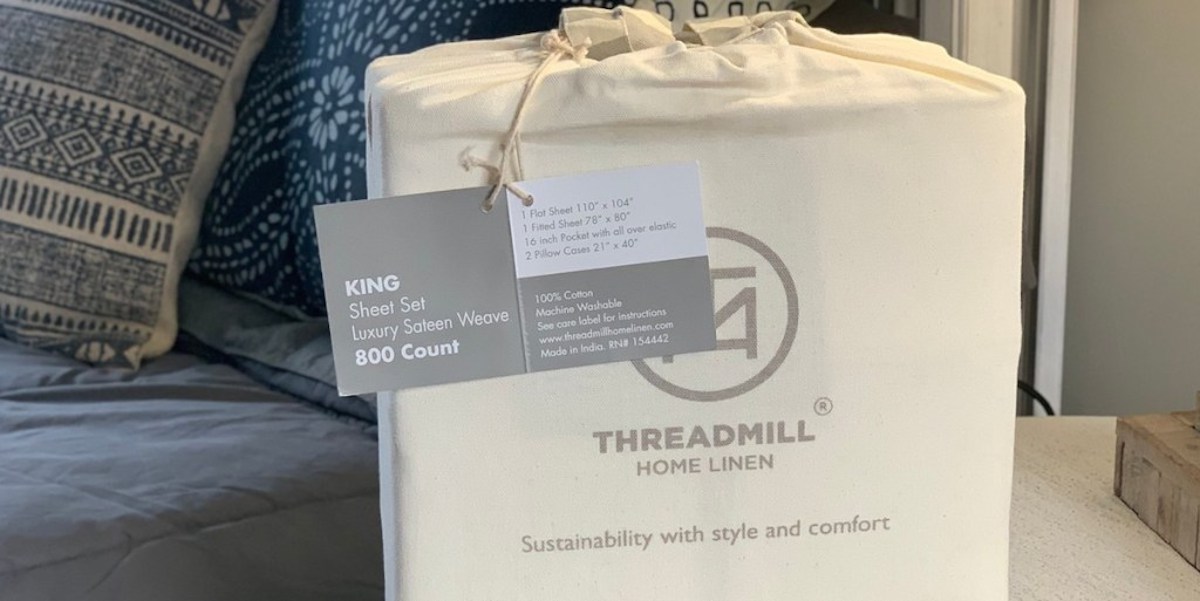 KING
Sheet Set
Luxury Sateen Weave
800 Count
1 Flat Sheet 110" x 104"
1 Fitted Sheet 78" x 80"
16 inch Pocket with all over elastic
2 Pillow Cases 21" x 40"
100% Cotton
Machine Washable
See care label for instructions
www.threadmillhomelinen.com
Made in India. RN# 154442
THREADMILL ®
HOME LINEN
Sustainability with style and comfort